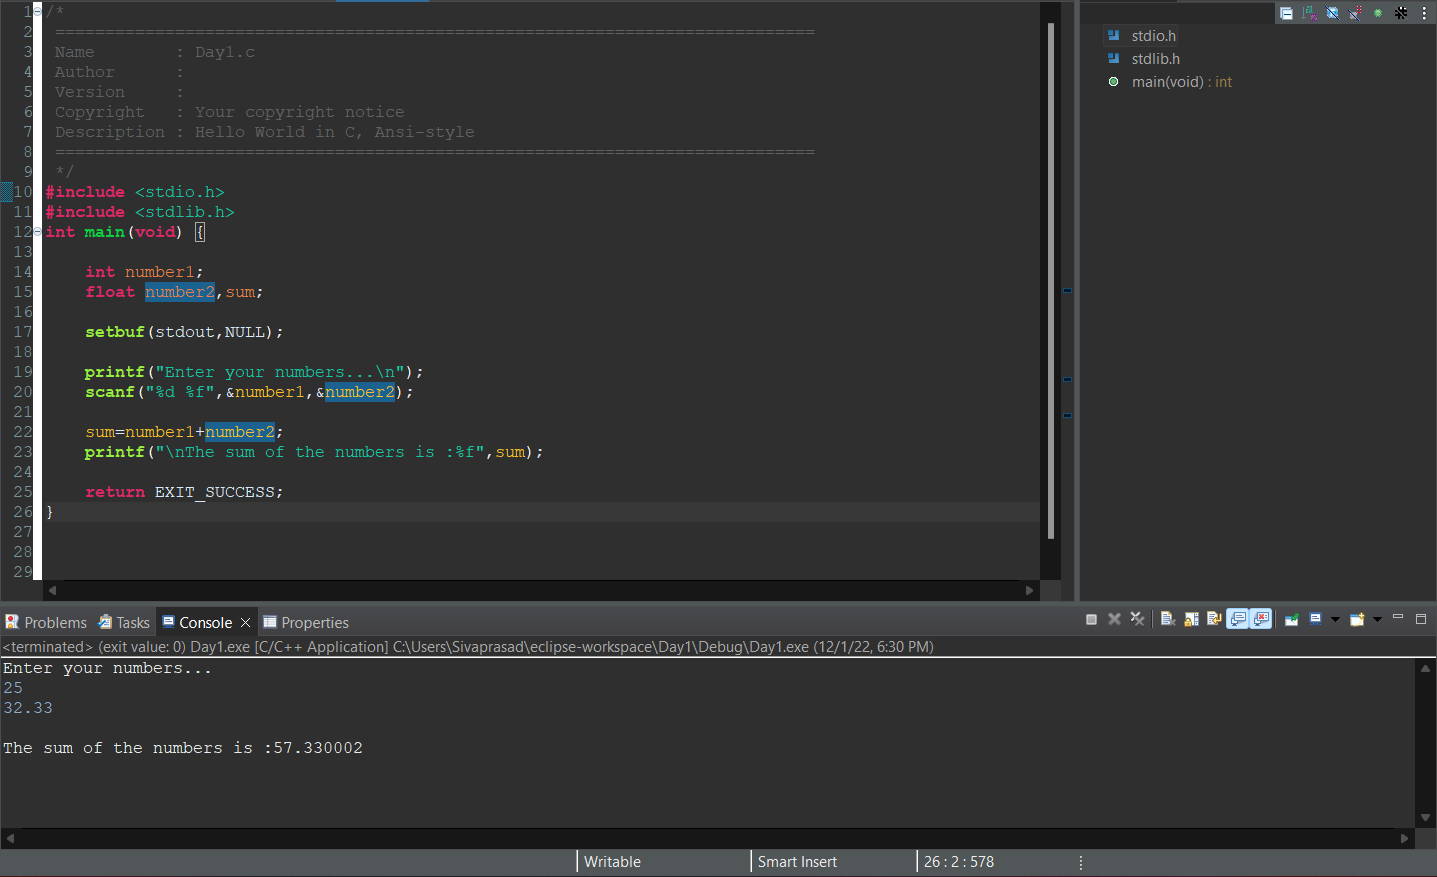 1 /*
2 ============================================================================
3 Name        : Day1.c
4 Author      :
5 Version     :
6 Copyright   : Your copyright notice
7 Description : Hello World in C, Ansi-style
8 ============================================================================
9 */
10 #include <stdio.h>
11 #include <stdlib.h>
12 int main(void) {
13
14     int number1;
15     float number2,sum;
16
17     setbuf(stdout,NULL);
18
19     printf("Enter your numbers...\n");
20     scanf("%d %f",&number1,&number2);
21
22     sum=number1+number2;
23     printf("\nThe sum of the numbers is :%f",sum);
24
25     return EXIT_SUCCESS;
26 }
27
28
29
stdio.h
stdlib.h
main(void) : int
Problems Tasks Console Properties
<terminated> (exit value: 0) Day1.exe [C/C++ Application] C:\Users\Sivaprasad\eclipse-workspace\Day1\Debug\Day1.exe (12/1/22, 6:30 PM)
Enter your numbers...
25
32.33
The sum of the numbers is :57.330002
Writable Smart Insert 26 : 2 : 578